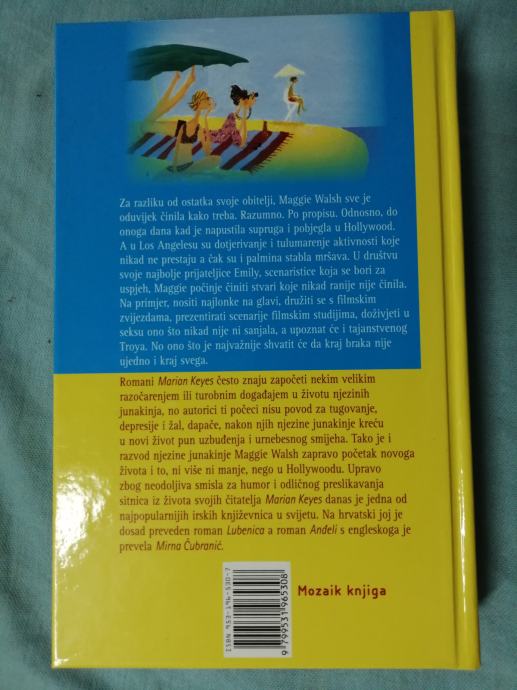 Za razliku od ostatka svoje obitelji, Maggie Walsh sve je
oduvijek činila kako treba. Razumno. Po propisu. Odnosno, do
onoga dana kad je napustila supruga i pobjegla u Hollywood.
A u Los Angelesu su dotjerivanje i tulumarenje aktivnosti koje
nikad ne prestaju a čak su i palmina stabla mršava. U društvu
svoje najbolje prijateljice Emily, scenaristice koja se bori za
uspjeh, Maggie počinje činiti stvari koje nikad ranije nije činila.
Na primjer, nositi najlonke na glavi, družiti se s filmskim
zvijezdama, prezentirati scenarije filmskim studijima, doživjeti u
seksu ono što nikad nije ni sanjala, a upoznat će i tajanstvenog
Troya. No ono što je najvažnije shvatit će da kraj braka nije
ujedno i kraj svega.
Romani Marian Keyes često znaju započeti nekim velikim
razočarenjem ili turobnim događajem u životu njezinih
junakinja, no autorici ti počeci nisu povod za tugovanje,
depresije i žal, dapače, nakon njih njezine junakinje kreću
u novi život pun uzbuđenja i urnebesnog smijeha. Tako je i
razvod njezine junakinje Maggie Walsh zapravo početak novoga
života i to, ni više ni manje, nego u Hollywoodu. Upravo
zbog neodoljiva smisla za humor i odličnog preslikavanja
sitnica iz života svojih čitatelja Marian Keyes danas je jedna od
najpopularnijih irskih književnica u svijetu. Na hrvatski joj je
dosad preveden roman Lubenica a roman Anđeli s engleskoga je
prevela Mirna Čubranić.
ISBN 953-196-530-7
9799531965308
Mozaik knjiga